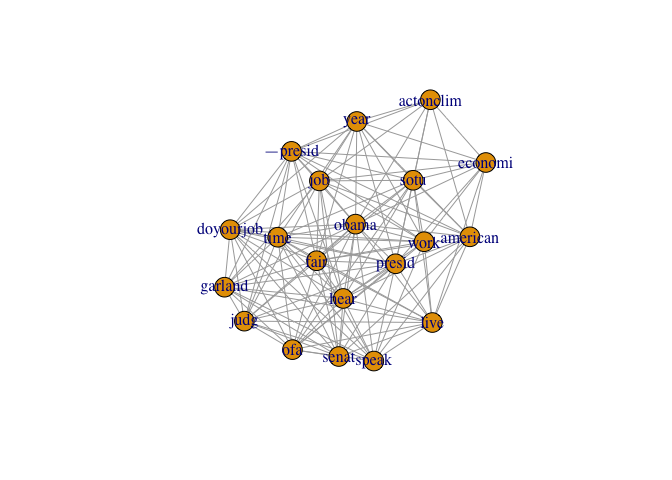 actonclim
year
—presid
economi
job
sotu
obama
doyourjob
time
work
american
fair
presid
garland
hear
judg
live
ofa
senat
speak